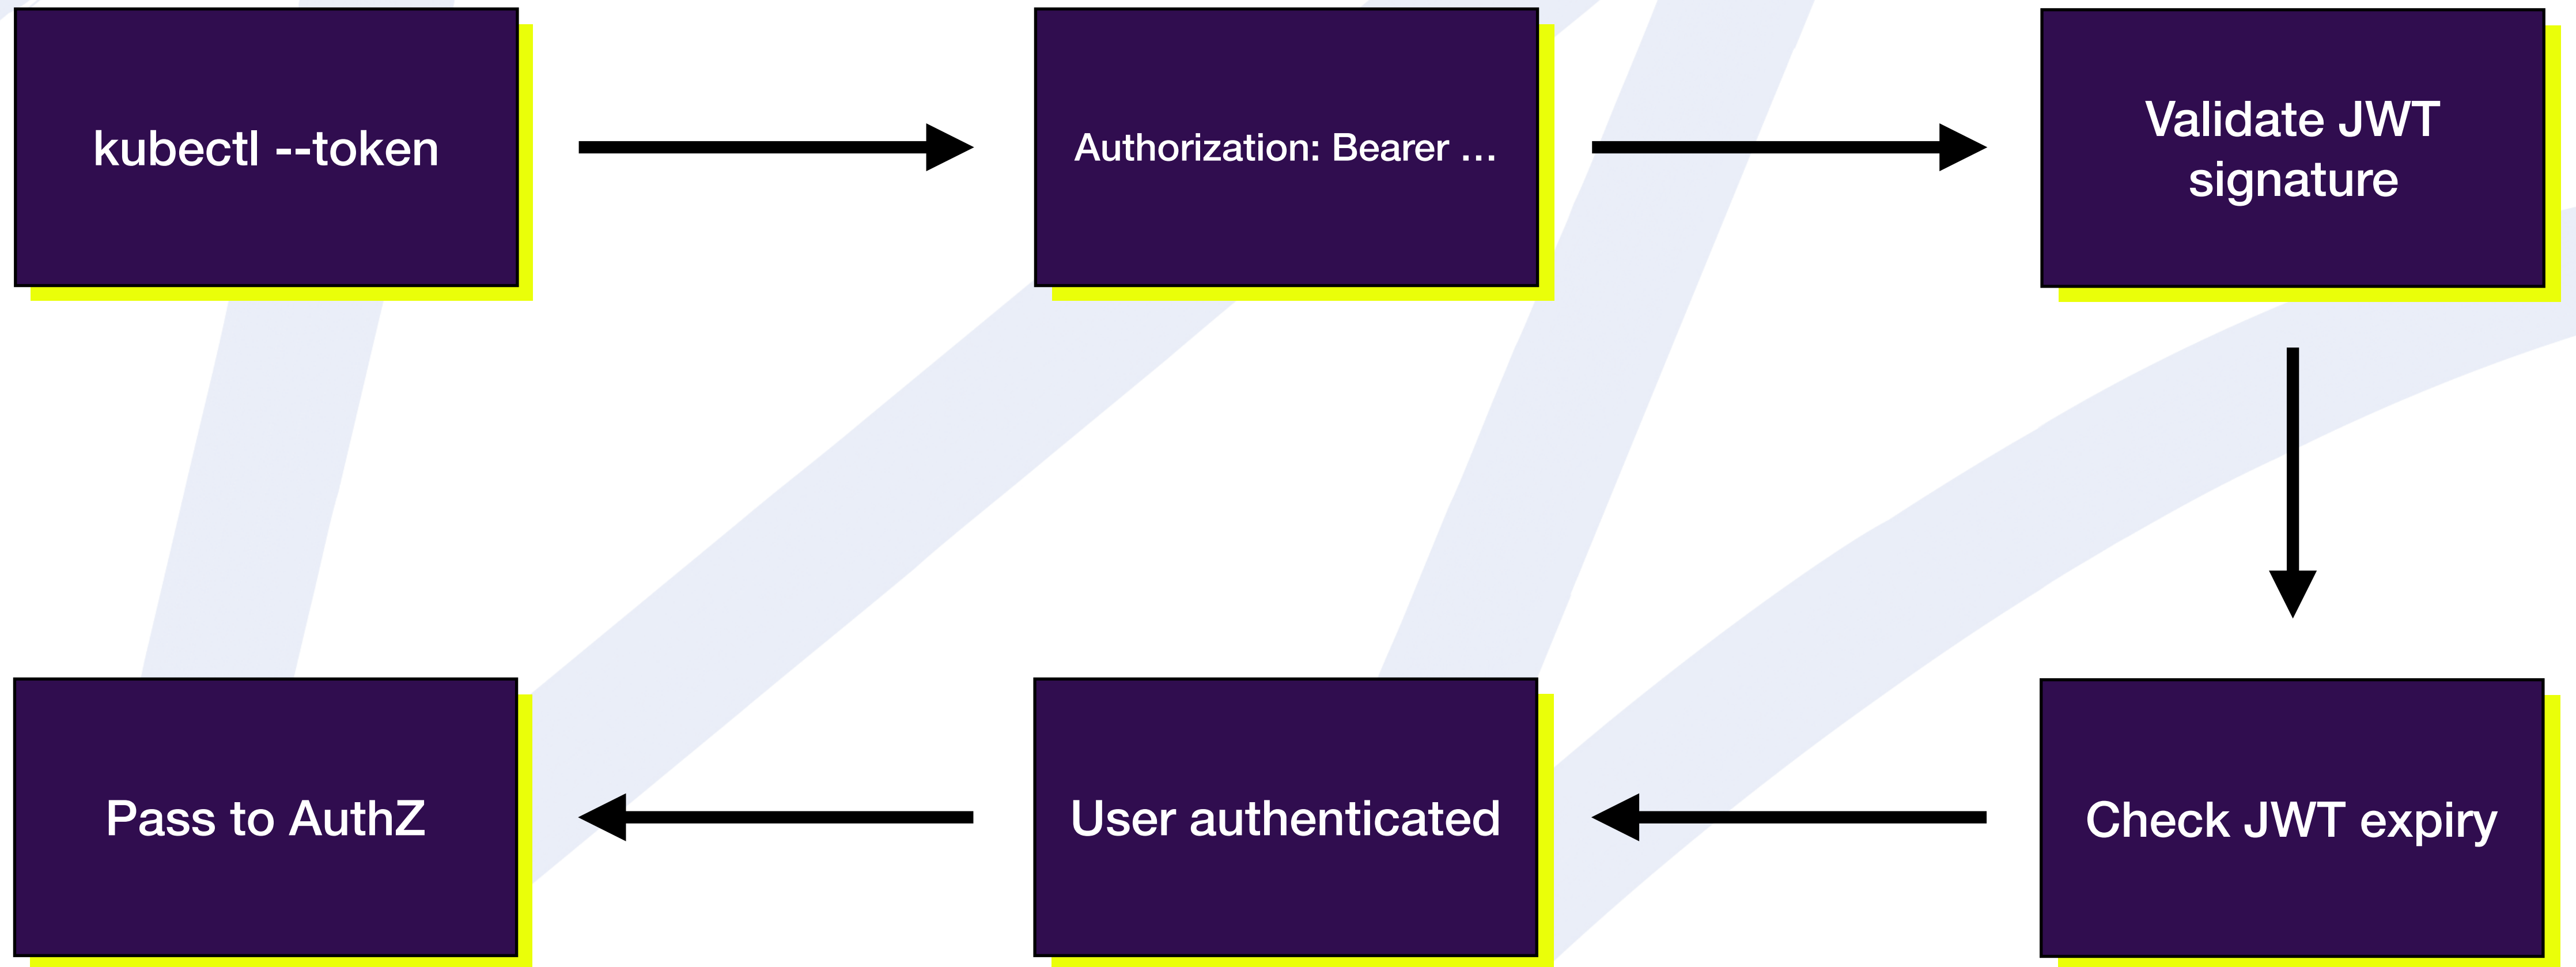 kubectl --token
Authorization: Bearer ...
Validate JWT
signature
Pass to AuthZ
User authenticated
Check JWT expiry